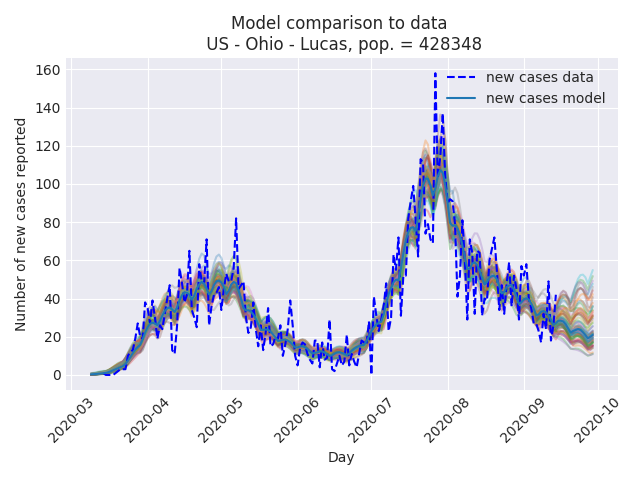 Model comparison to data
US - Ohio - Lucas, pop. = 428348
new cases data
new cases model
Number of new cases reported
160
140
120
100
80
60
40
20
0
2020-03
2020-04
2020-05
2020-06
2020-07
2020-08
2020-09
2020-10
Day